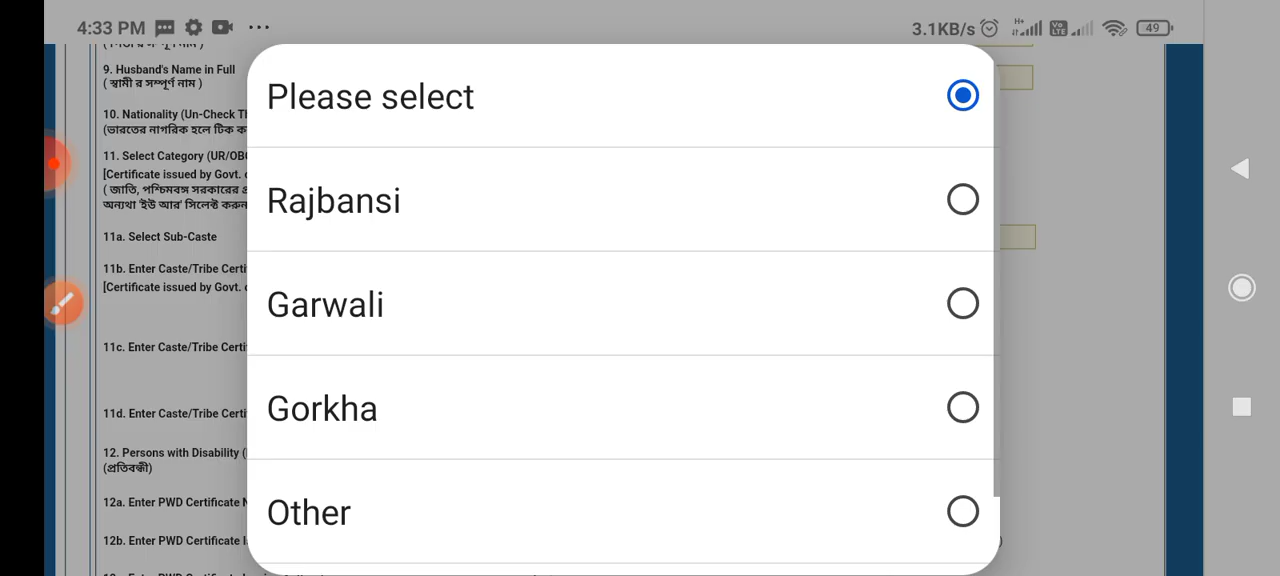 4:33 PM
3.1KB/s
H+
Vo LTE
49
9. Husband's Name in Full
( স্বামী র সম্পূর্ণ নাম )
10. Nationality (Un-Check
(ভারতের নাগরিক হলে টিক
11. Select Category (UR/OBC
[Certificate issued by Govt.
( জাতি, পশ্চিমবঙ্গ সরকারের
অন্যথা 'ইউ আর' সিলেক্ট করুন
11a. Select Sub-Caste
11b. Enter Caste/Tribe Certi
[Certificate issued by Govt.
11c. Enter Caste/Tribe Certi
11d. Enter Caste/Tribe Certi
12. Persons with Disability (
(প্রতিবন্ধী)
12a. Enter PWD Certificate N
12b. Enter PWD Certificate
Please select
Rajbansi
Garwali
Gorkha
Other